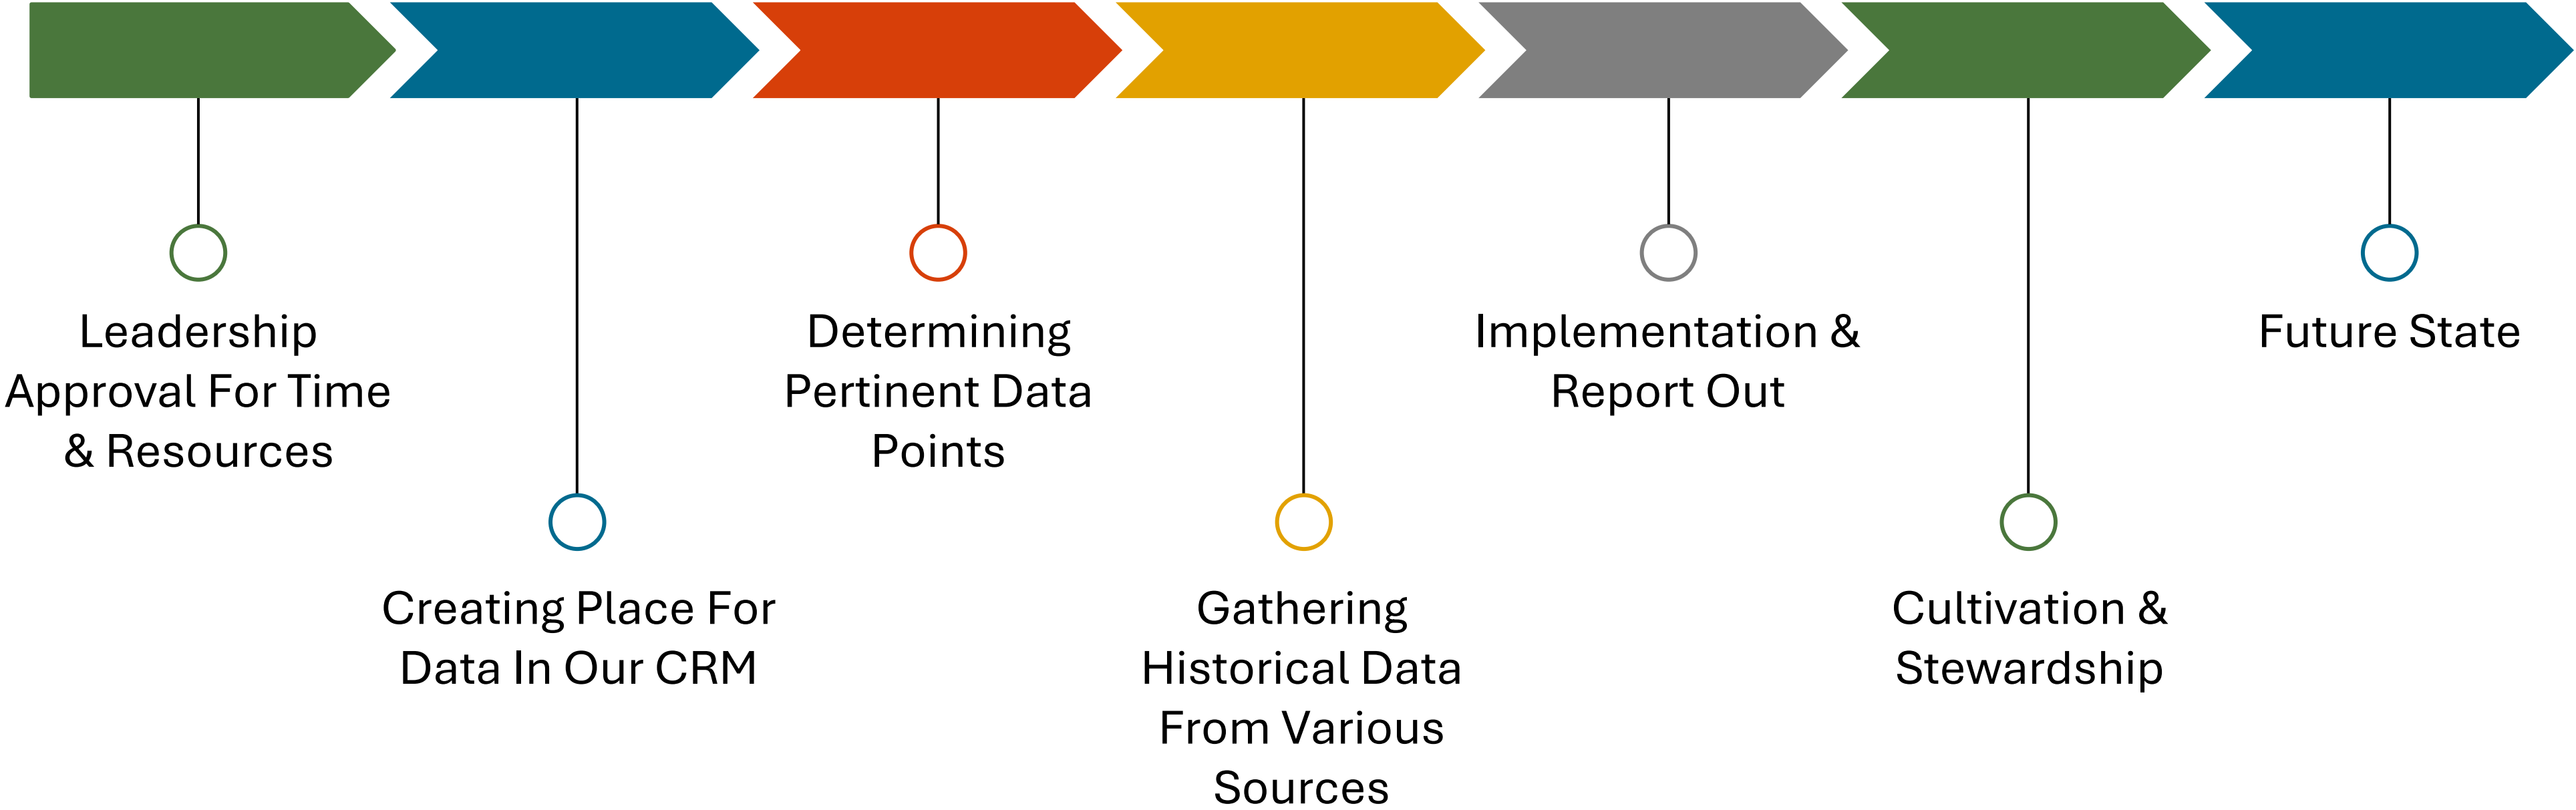 Leadership
Approval For Time
& Resources
Creating Place For
Data In Our CRM
Determining
Pertinent Data
Points
Gathering
Historical Data
From Various
Sources
Implementation &
Report Out
Cultivation &
Stewardship
Future State